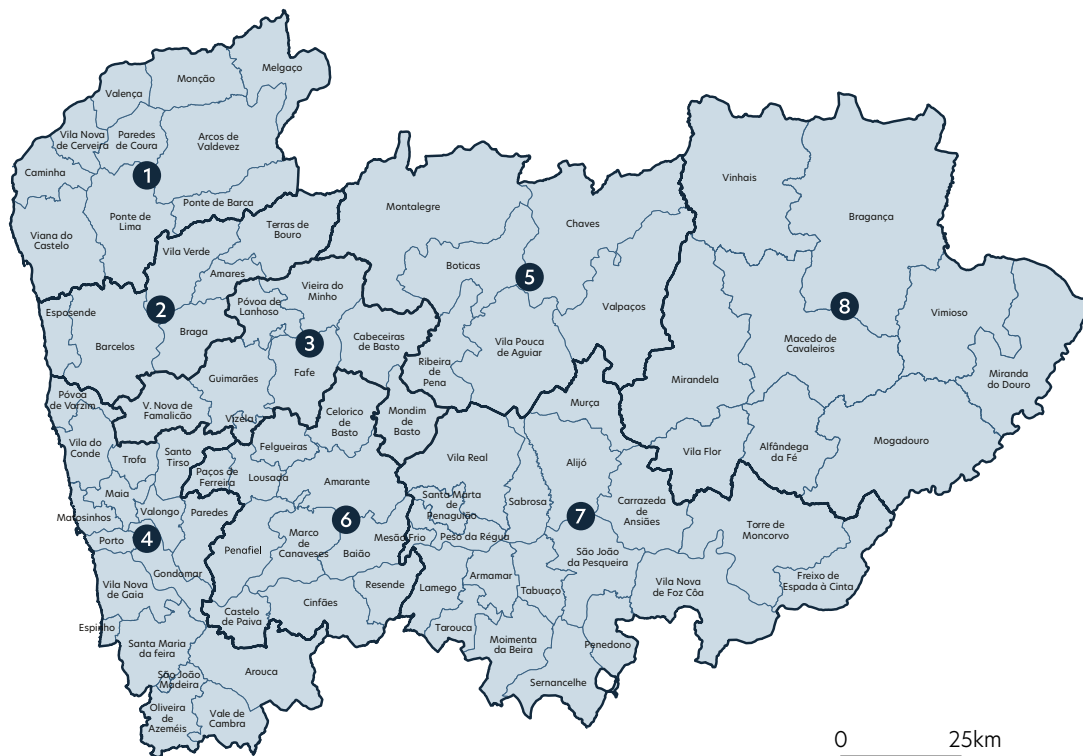 Melgaço
Monção
Valença
Vila Nova
de Cerveira
Paredes
de Coura
Arcos de
Valdevez
Caminha
1
Ponte de Barca
Viana do
Castelo
Ponte de
Lima
Terras de
Bouro
Vila Verde
Amares
2
Esposende
Barcelos
Braga
V. Nova de
Famalicão
Vieira do
Minho
Póvoa de
Lanhoso
3
Cabeceiras
de Basto
Fafe
Guimarães
Vizela
Mondim
de Basto
Póvoa
de Varzim
Vila do
Conde
Trofa
Santo
Tirso
Maia
Matosinhos
Valongo
Paredes
Porto
4
Gondomar
Vila Nova
de Gaia
Espinho
Santa Maria
da feira
Arouca
São João
Madeira
Oliveira
de
Azeméis
Vale de
Cambra
Montalegre
Chaves
Boticas
5
Valpaços
Vila Pouca
de Aguiar
Ribeira
de
Pena
Celorico
de
Basto
Felgueiras
Paços de
Ferreira
Lousada
Amarante
6
Penafiel
Marco
de
Canaveses
Baião
Resende
Cinfães
Castelo
de Paiva
Murça
Vila Real
Alijó
Sabrosa
Santa Marta
de
Penaguião
Mesão Frio
Peso da Régua
7
Carrazeda
de
Ansiães
Torre de
Moncorvo
Freixo de
Espada à Cinta
São João
da Pesqueira
Vila Nova
de Foz Côa
Lamego
Armamar
Tabuaço
Tarouca
Moimenta
da Beira
Penedono
Sernancelhe
Vinhais
Bragança
8
Vimioso
Macedo de
Cavaleiros
Miranda
do Douro
Mirandela
Mogadouro
Vila Flor
Alfândega
da Fé
0 25km